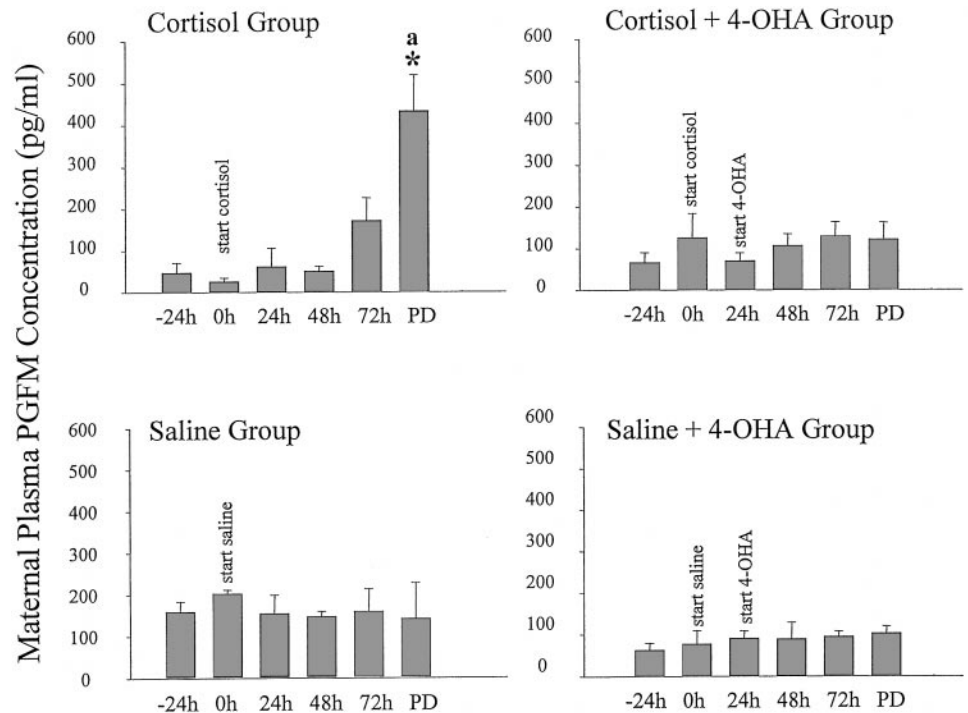 Maternal Plasma PGFM Concentration (pg/ml)
Cortisol Group
600
500
400
300
200
100
0
start cortisol
a
*
-24h 0h 24h 48h 72h PD
Cortisol + 4-OHA Group
600
500
400
300
200
100
0
start cortisol
start 4-OHA
-24h 0h 24h 48h 72h PD
Saline Group
600
500
400
300
200
100
0
start saline
-24h 0h 24h 48h 72h PD
Saline + 4-OHA Group
600
500
400
300
200
100
0
start saline
start 4-OHA
-24h 0h 24h 48h 72h PD